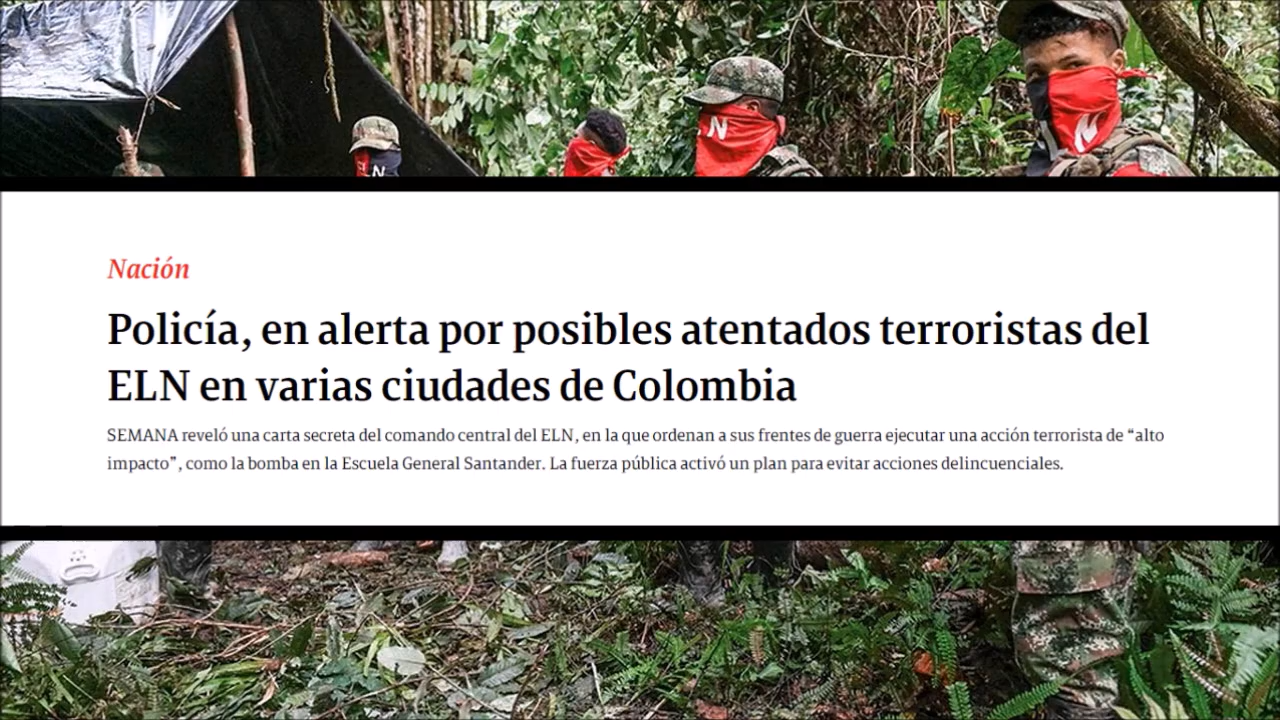 LN
N
N
Nación
Policía, en alerta por posibles atentados terroristas del
ELN en varias ciudades de Colombia
SEMANA reveló una carta secreta del comando central del ELN, en la que ordenan a sus frentes de guerra ejecutar una acción terrorista de “alto
impacto”, como la bomba en la Escuela General Santander. La fuerza pública activó un plan para evitar acciones delincuenciales.